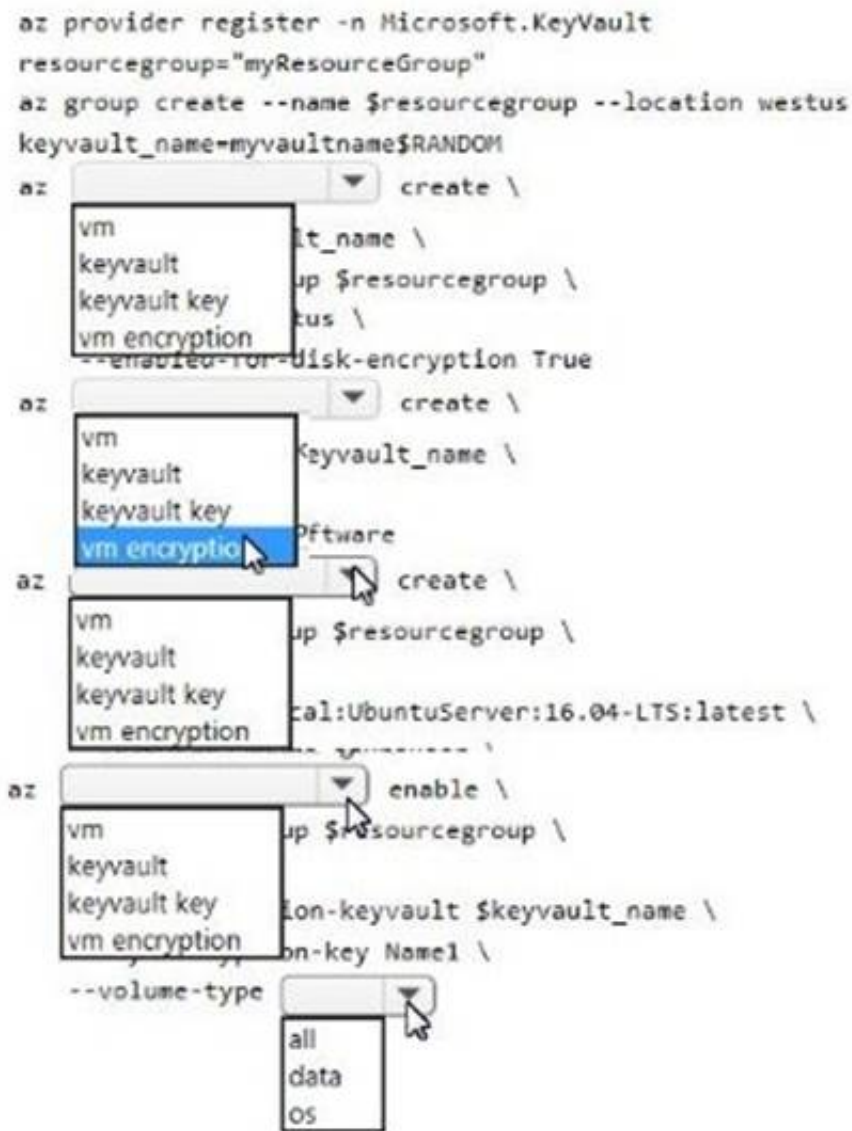 az provider register -n Microsoft.KeyVault
resourcegroup="myResourceGroup"
az group create --name $resourcegroup --location westus
keyvault_name=myvaultname$RANDOM
az create \
vm
lt_name \
keyvault
up $resourcegroup \
keyvault key
tus \
vm encryption
--enabled-for-disk-encryption True
az create \
vm
Keyvault_name \
keyvault
keyvault key
vm encryptio
ftware
az create \
vm
up $resourcegroup \
keyvault
keyvault key
cal:UbuntuServer:16.04-LTS:latest \
vm encryption
az enable \
vm
up $resourcegroup \
keyvault
keyvault key
ion-keyvault $keyvault_name \
vm encryption
on-key Name1 \
--volume-type
all
data
os